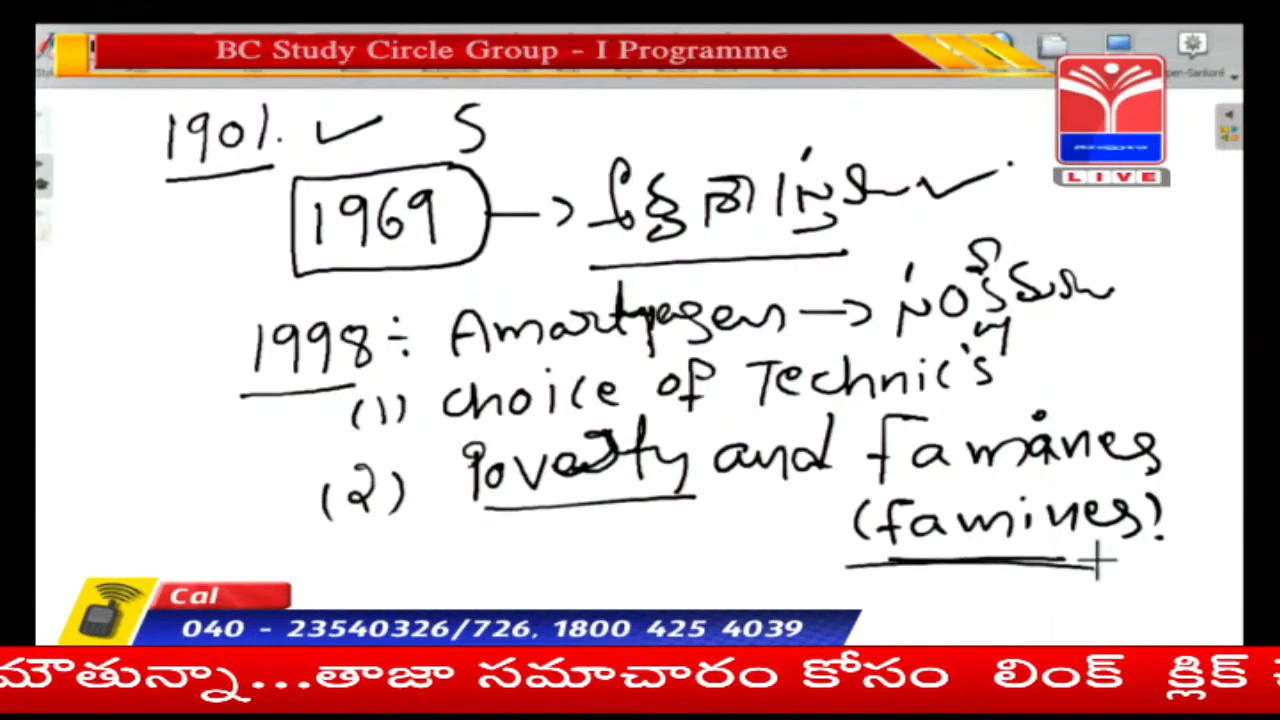 BC Study Circle Group - I Programme
1901. ✓ 5
LIVE
1969 → అర్థశాస్త్రము ✓
1998 ÷ Amartyasen → సంక్షేమము
(1) choice of Technic's
(2) Poverty and famines
(famines)
Cal
040 - 23540326/726, 1800 425 4039
మౌతున్నా...తాజా సమాచారం కోసం లింక్ క్లిక్